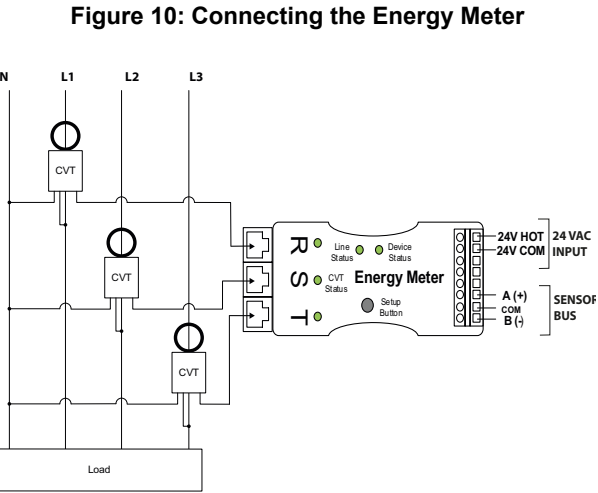 Figure 10: Connecting the Energy Meter
N L1 L2 L3
CVT
CVT
CVT
R
S
T
Line Status
Device Status
CVT Status
Energy Meter
Setup Button
24V HOT
24V COM
24 VAC INPUT
A (+)
COM
B (-)
SENSOR BUS
Load